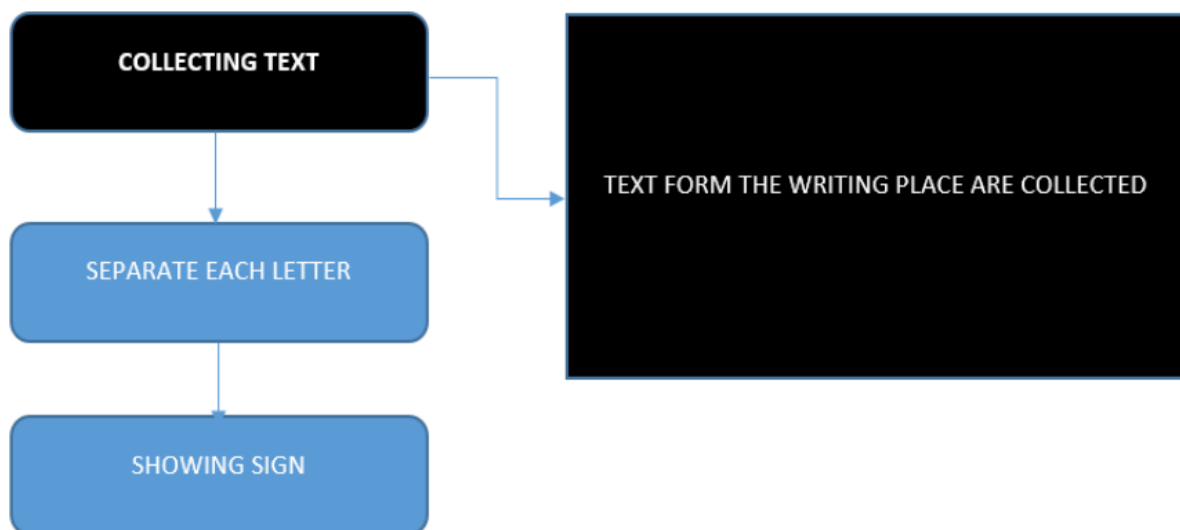 COLLECTING TEXT
TEXT FORM THE WRITING PLACE ARE COLLECTED
SEPARATE EACH LETTER
SHOWING SIGN